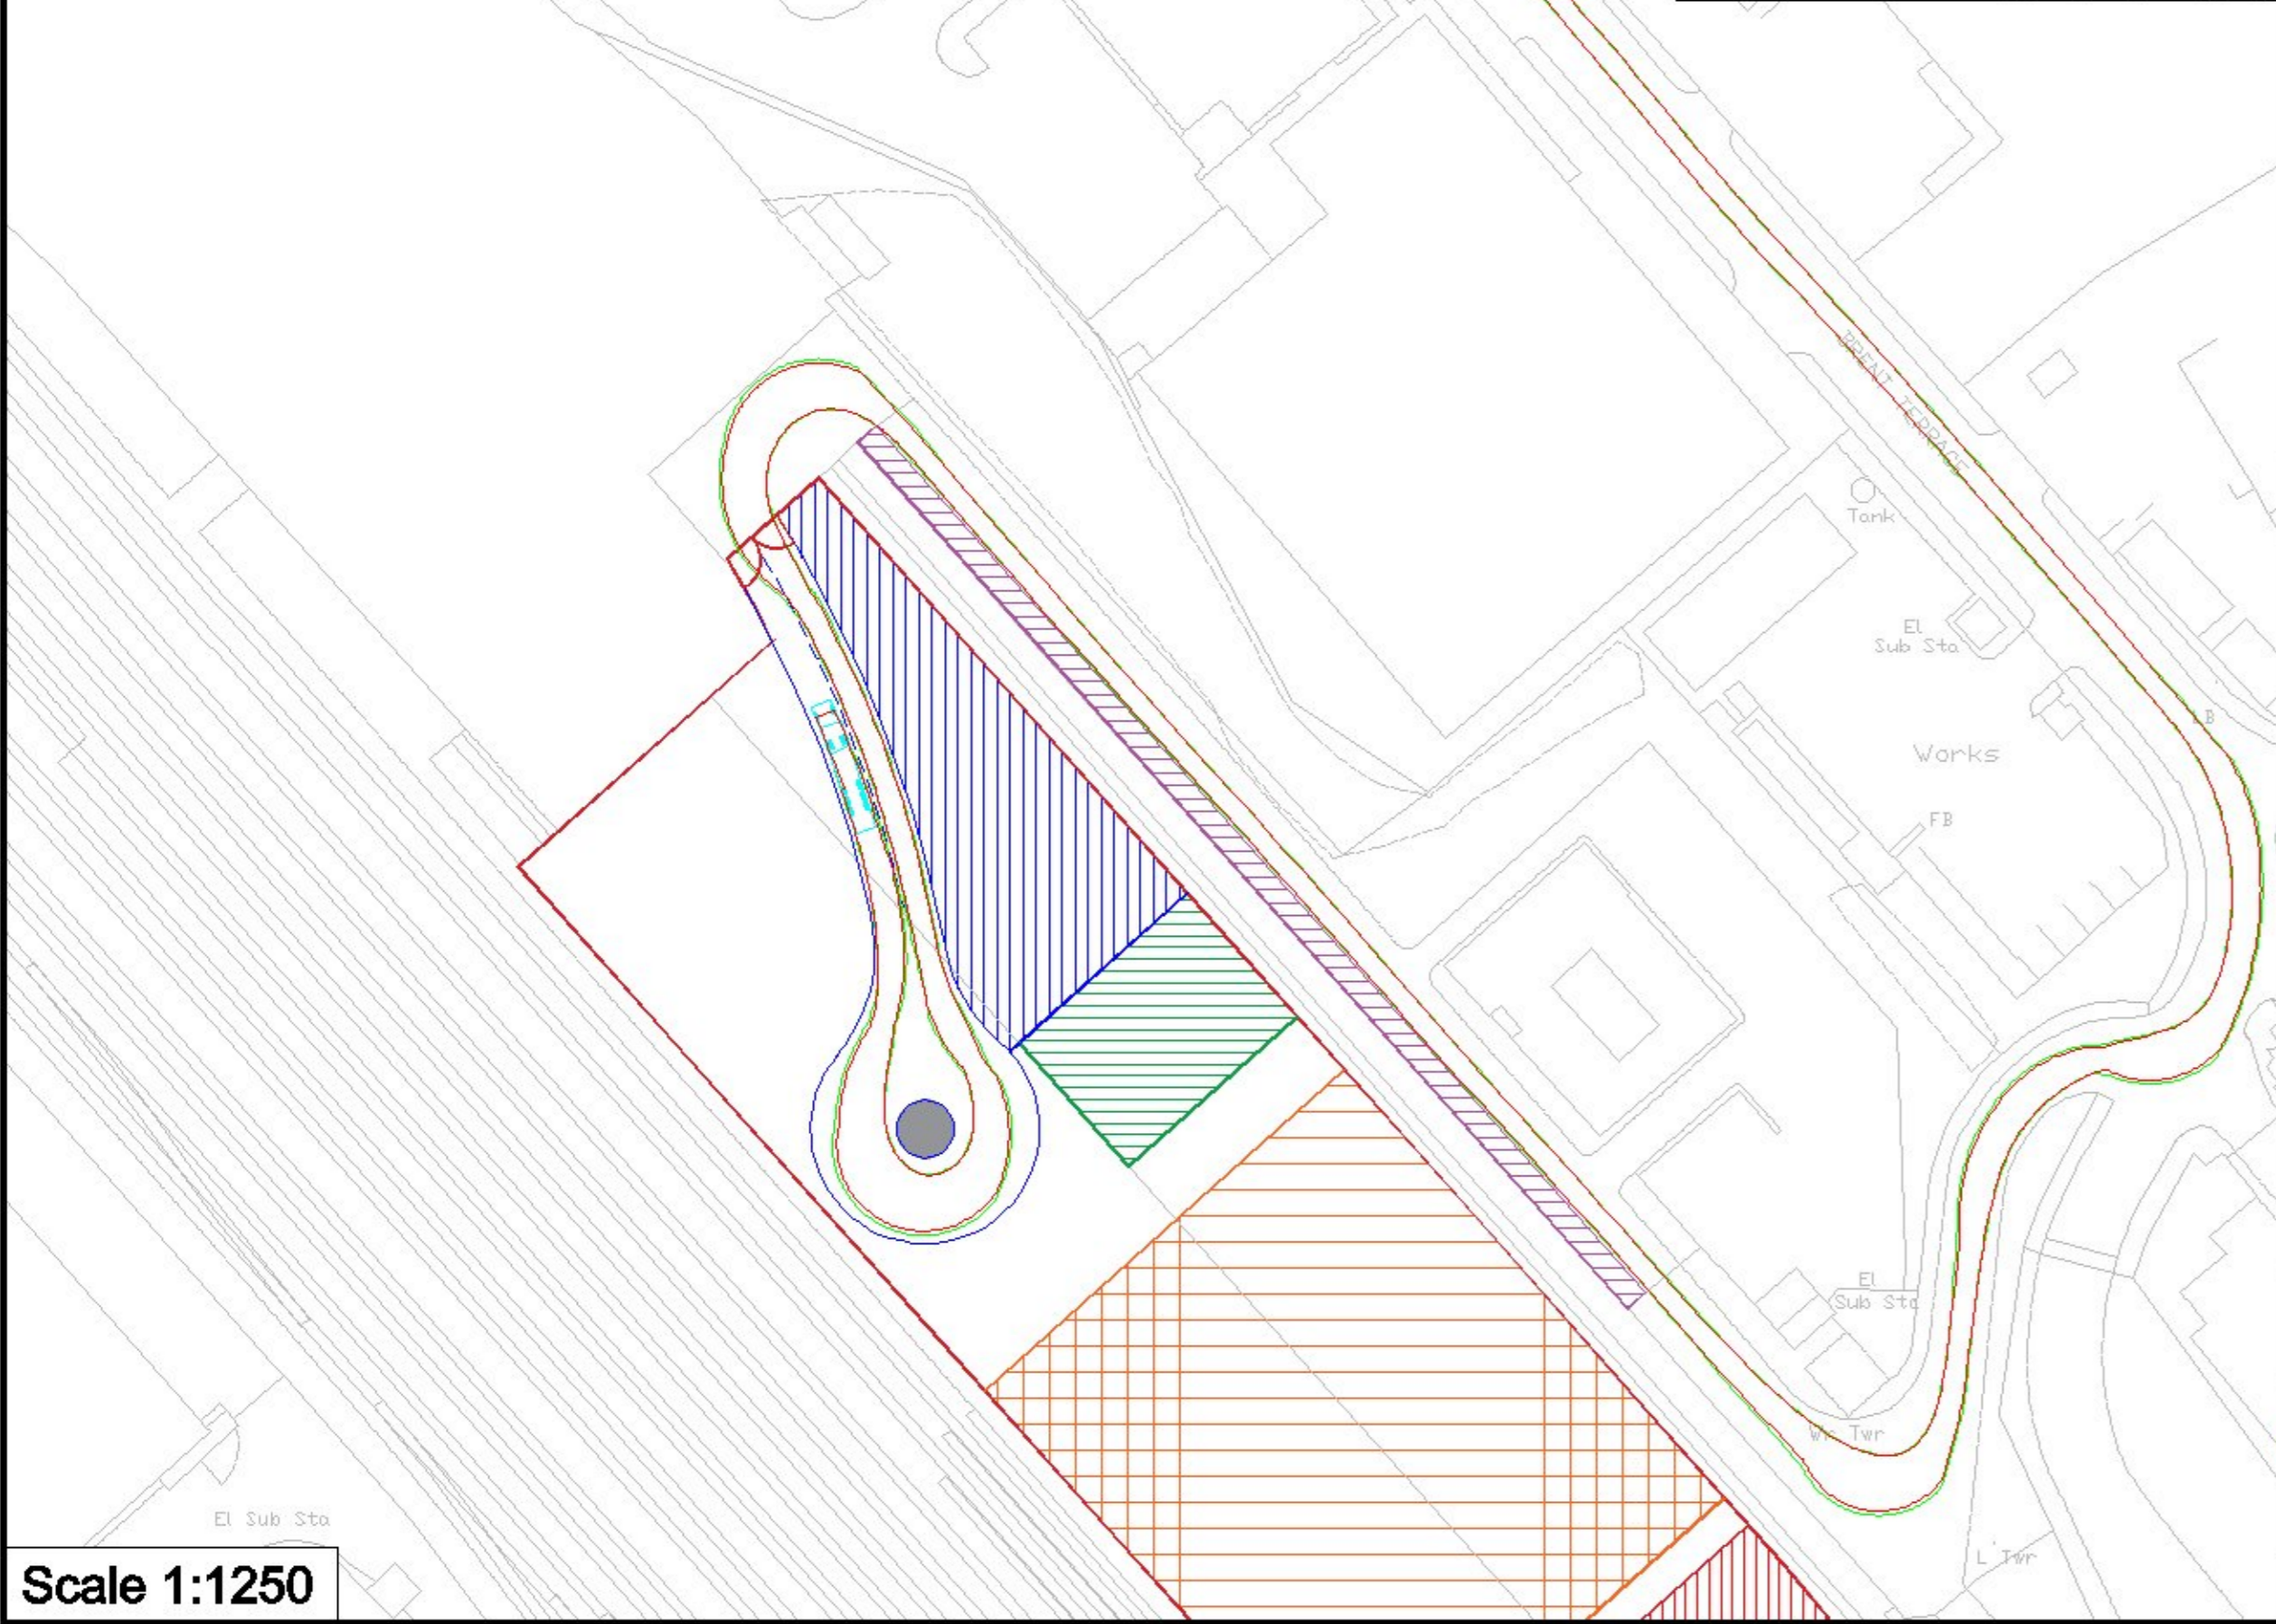 BRENT TERRACE
Tank
El
Sub Sta
LB
Works
FB
El
Sub Sta
Wr Twr
L Twr
El Sub Sta
Scale 1:1250